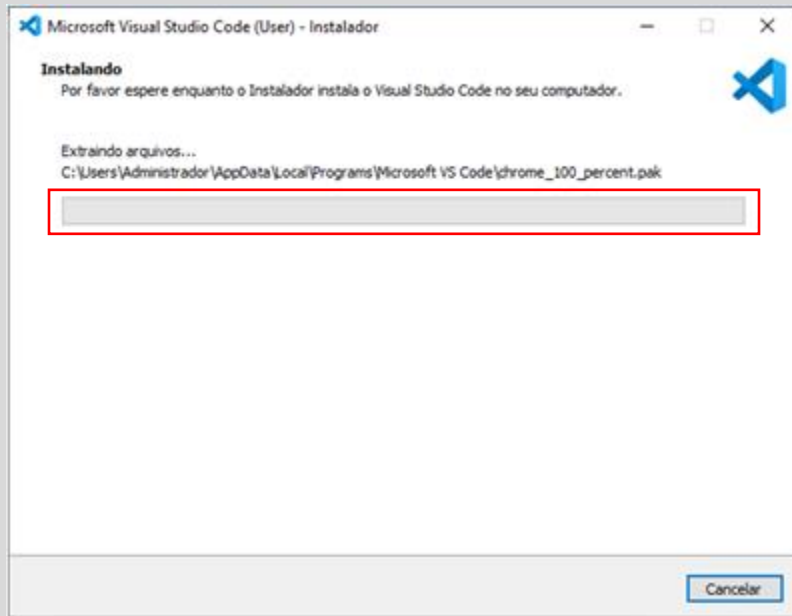 Microsoft Visual Studio Code (User) - Instalador
Instalando
Por favor espere enquanto o Instalador instala o Visual Studio Code no seu computador.
Extraindo arquivos...
C:\Users\Administrador\AppData\Local\Programs\Microsoft VS Code\chrome_100_percent.pak
Cancelar